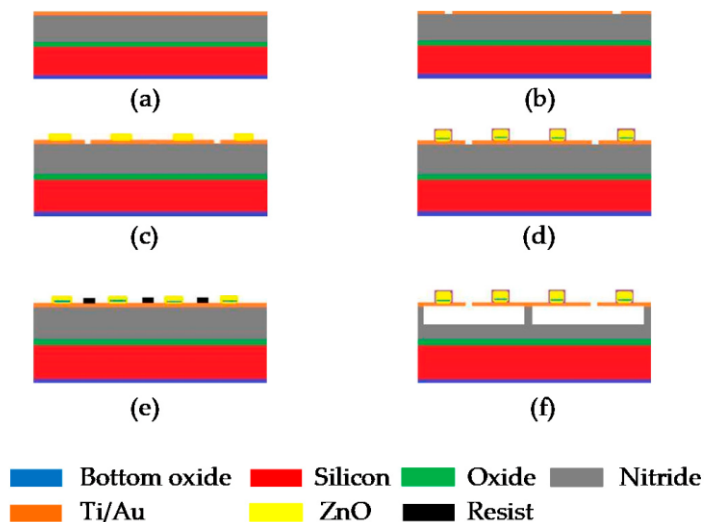 (a)
(b)
(c)
(d)
(e)
(f)
Bottom oxide Silicon Oxide Nitride
Ti/Au ZnO Resist